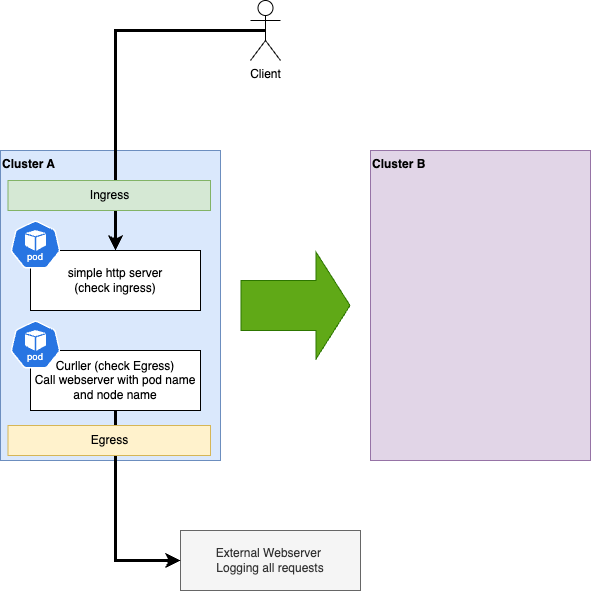 Client
Cluster A
Cluster B
Ingress
pod
simple http server
(check ingress)
pod
Curller (check Egress)
Call webserver with pod name
and node name
Egress
External Webserver
Logging all requests